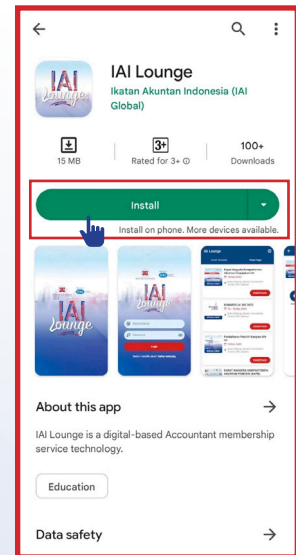 IAI
Lounge
IAI Lounge
Ikatan Akuntan Indonesia (IAI
Global)
15 MB
3+
Rated for 3+
100+
Downloads
Install
Install on phone. More devices available.
IAI
Lounge
IAI
Lounge
Login
IAI Lounge
About this app
IAI Lounge is a digital-based Accountant membership
service technology.
Education
Data safety